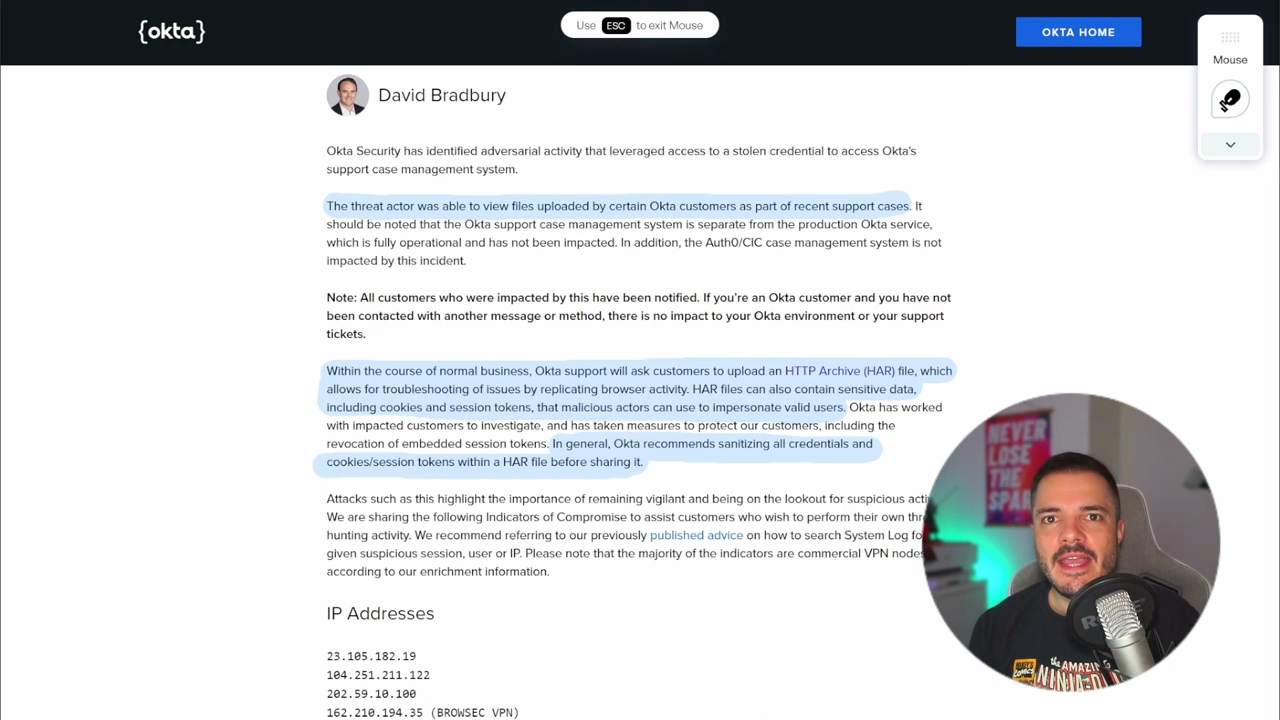 {okta}
Use ESC to exit Mouse
OKTA HOME
Mouse
David Bradbury
Okta Security has identified adversarial activity that leveraged access to a stolen credential to access Okta's
support case management system.
The threat actor was able to view files uploaded by certain Okta customers as part of recent support cases. It
should be noted that the Okta support case management system is separate from the production Okta service,
which is fully operational and has not been impacted. In addition, the Auth0/CIC case management system is not
impacted by this incident.
Note: All customers who were impacted by this have been notified. If you're an Okta customer and you have not
been contacted with another message or method, there is no impact to your Okta environment or your support
tickets.
Within the course of normal business, Okta support will ask customers to upload an HTTP Archive (HAR) file, which
allows for troubleshooting of issues by replicating browser activity. HAR files can also contain sensitive data,
including cookies and session tokens, that malicious actors can use to impersonate valid users. Okta has worked
with impacted customers to investigate, and has taken measures to protect our customers, including the
revocation of embedded session tokens. In general, Okta recommends sanitizing all credentials and
cookies/session tokens within a HAR file before sharing it.
Attacks such as this highlight the importance of remaining vigilant and being on the lookout for suspicious
We are sharing the following Indicators of Compromise to assist customers who wish to perform their own
hunting activity. We recommend referring to our previously published advice on how to search System Log
given suspicious session, user or IP. Please note that the majority of the indicators are commercial VPN nodes
according to our enrichment information.
IP Addresses
23.105.182.19
104.251.211.122
202.59.10.100
162.210.194.35 (BROWSEC VPN)
NEVER
LOSE
THE
SPAR
the AMAZING
NINJA